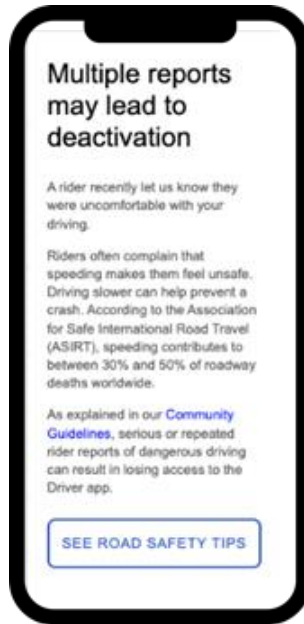 Multiple reports
may lead to
deactivation
A rider recently let us know they
were uncomfortable with your
driving.
Riders often complain that
speeding makes them feel unsafe.
Driving slower can help prevent a
crash. According to the Association
for Safe International Road Travel
(ASIRT), speeding contributes to
between 30% and 50% of roadway
deaths worldwide.
As explained in our Community
Guidelines, serious or repeated
rider reports of dangerous driving
can result in losing access to the
Driver app.
SEE ROAD SAFETY TIPS